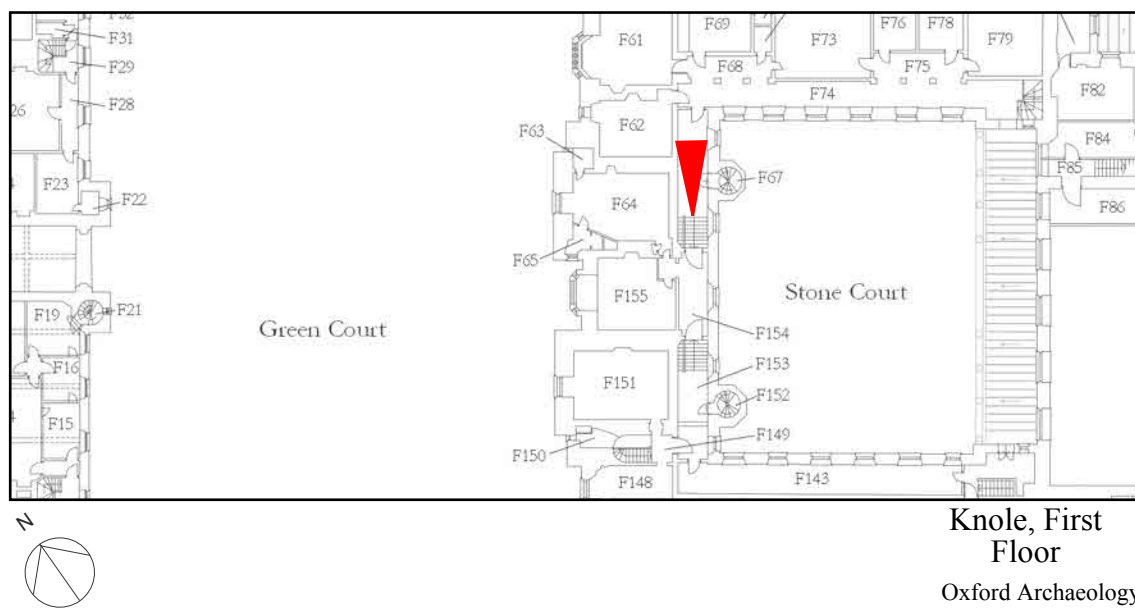 F31
F29
F28
26
F23
F22
F21
F19
F16
F15
Green Court
F61
F69
F68
F73
F76
F78
F75
F79
F74
F82
F84
F85
F86
F62
F63
F67
F64
F65
F155
Stone Court
F154
F153
F151
F152
F150
F149
F148
F143
N
Knole, First
Floor
Oxford Archaeology